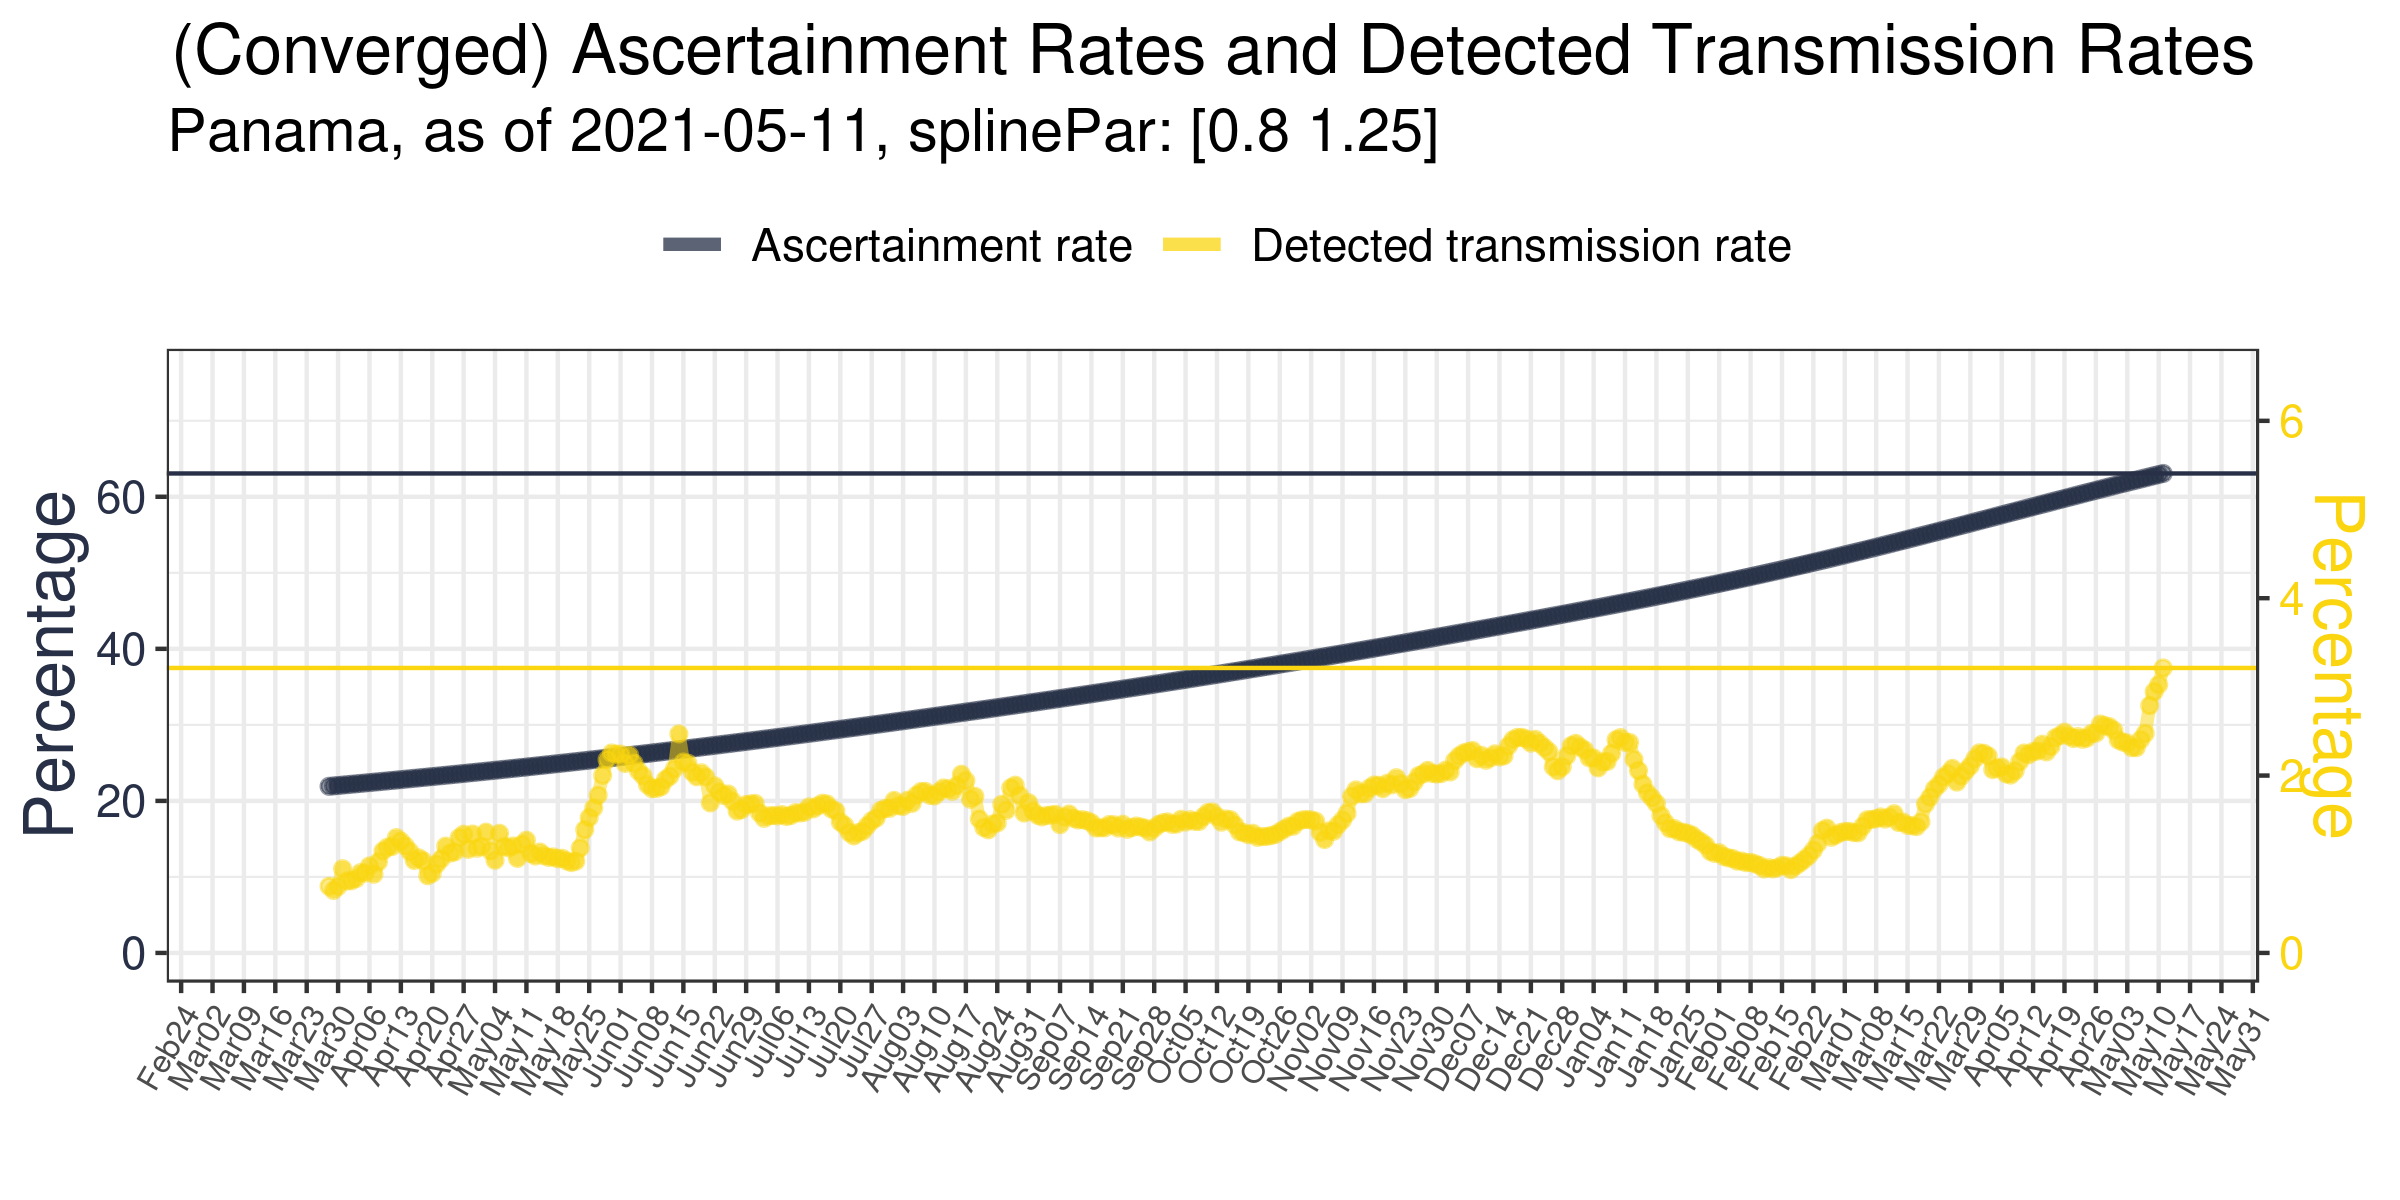 (Converged) Ascertainment Rates and Detected Transmission Rates
Panama, as of 2021-05-11, splinePar: [0.8 1.25]
Ascertainment rate Detected transmission rate
Percentage
60
40
20
0
6
4
2
0
Percentage
Feb24 Mar02 Mar09 Mar16 Mar23 Mar30 Apr06 Apr13 Apr20 Apr27 May04 May11 May18 May25 Jun01 Jun08 Jun15 Jun22 Jun29 Jul06 Jul13 Jul20 Jul27 Aug03 Aug10 Aug17 Aug24 Aug31 Sep07 Sep14 Sep21 Sep28 Oct05 Oct12 Oct19 Oct26 Nov02 Nov09 Nov16 Nov23 Nov30 Dec07 Dec14 Dec21 Dec28 Jan04 Jan11 Jan18 Jan25 Feb01 Feb08 Feb15 Feb22 Mar01 Mar08 Mar15 Mar22 Mar29 Apr05 Apr12 Apr19 Apr26 May03 May10 May17 May24 May31